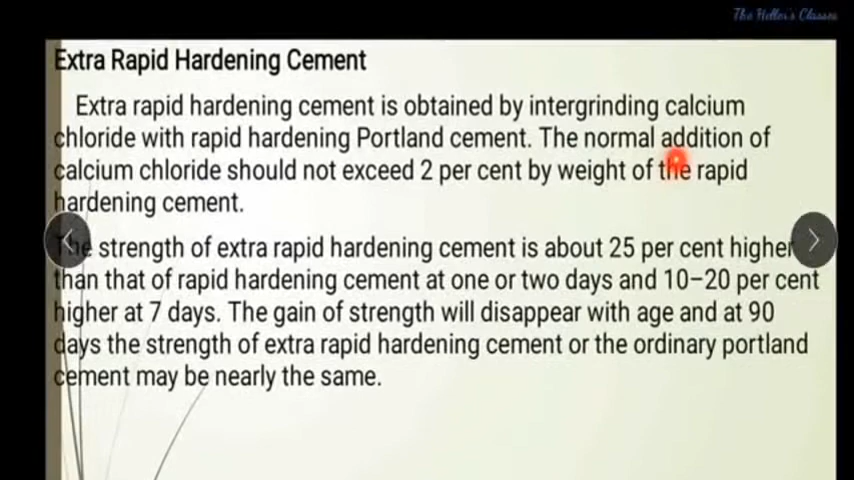 The Heller's Classes
Extra Rapid Hardening Cement
Extra rapid hardening cement is obtained by intergrinding calcium
chloride with rapid hardening Portland cement. The normal addition of
calcium chloride should not exceed 2 per cent by weight of the rapid
hardening cement.
The strength of extra rapid hardening cement is about 25 per cent higher
than that of rapid hardening cement at one or two days and 10–20 per cent
higher at 7 days. The gain of strength will disappear with age and at 90
days the strength of extra rapid hardening cement or the ordinary portland
cement may be nearly the same.